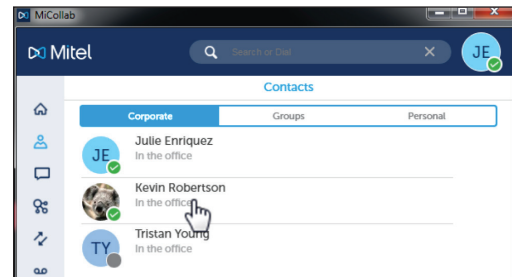 MiCollab
Mitel
Search or Dial
JE
Contacts
Corporate Groups Personal
JE
Julie Enriquez
In the office
Kevin Robertson
In the office
TY
Tristan Young
In the office